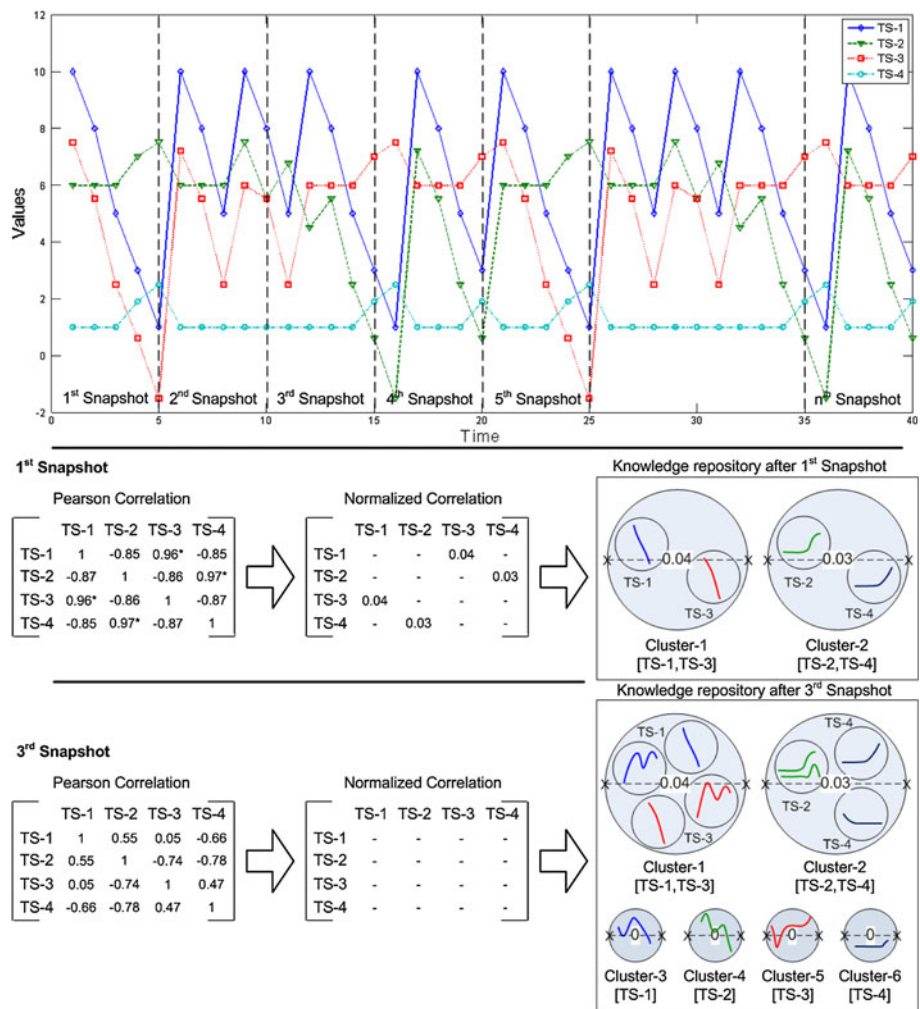 12
10
8
6
4
2
0
-2
Values
TS-1
TS-2
TS-3
TS-4
1st Snapshot
2nd Snapshot
3rd Snapshot
4th Snapshot
5th Snapshot
nth Snapshot
0 5 10 15 20 25 30 35 40
Time
1st Snapshot
Pearson Correlation
TS-1 TS-2 TS-3 TS-4
TS-1 1 -0.85 0.96* -0.85
TS-2 -0.87 1 -0.86 0.97*
TS-3 0.96* -0.86 1 -0.87
TS-4 -0.85 0.97* -0.87 1
Normalized Correlation
TS-1 TS-2 TS-3 TS-4
TS-1 - - 0.04 -
TS-2 - - - 0.03
TS-3 0.04 - - -
TS-4 - 0.03 - -
Knowledge repository after 1st Snapshot
X 0.04 X
TS-1
TS-3
Cluster-1
[TS-1,TS-3]
X 0.03 X
TS-2
TS-4
Cluster-2
[TS-2,TS-4]
3rd Snapshot
Pearson Correlation
TS-1 TS-2 TS-3 TS-4
TS-1 1 0.55 0.05 -0.66
TS-2 0.55 1 -0.74 -0.78
TS-3 0.05 -0.74 1 0.47
TS-4 -0.66 -0.78 0.47 1
Normalized Correlation
TS-1 TS-2 TS-3 TS-4
TS-1 - - - -
TS-2 - - - -
TS-3 - - - -
TS-4 - - - -
Knowledge repository after 3rd Snapshot
TS-1
X 0.04 X
TS-3
Cluster-1
[TS-1,TS-3]
TS-4
X 0.03 X
TS-2
TS-4
Cluster-2
[TS-2,TS-4]
X 0 X
Cluster-3
[TS-1]
X 0 X
Cluster-4
[TS-2]
X 0 X
Cluster-5
[TS-3]
X 0 X
Cluster-6
[TS-4]